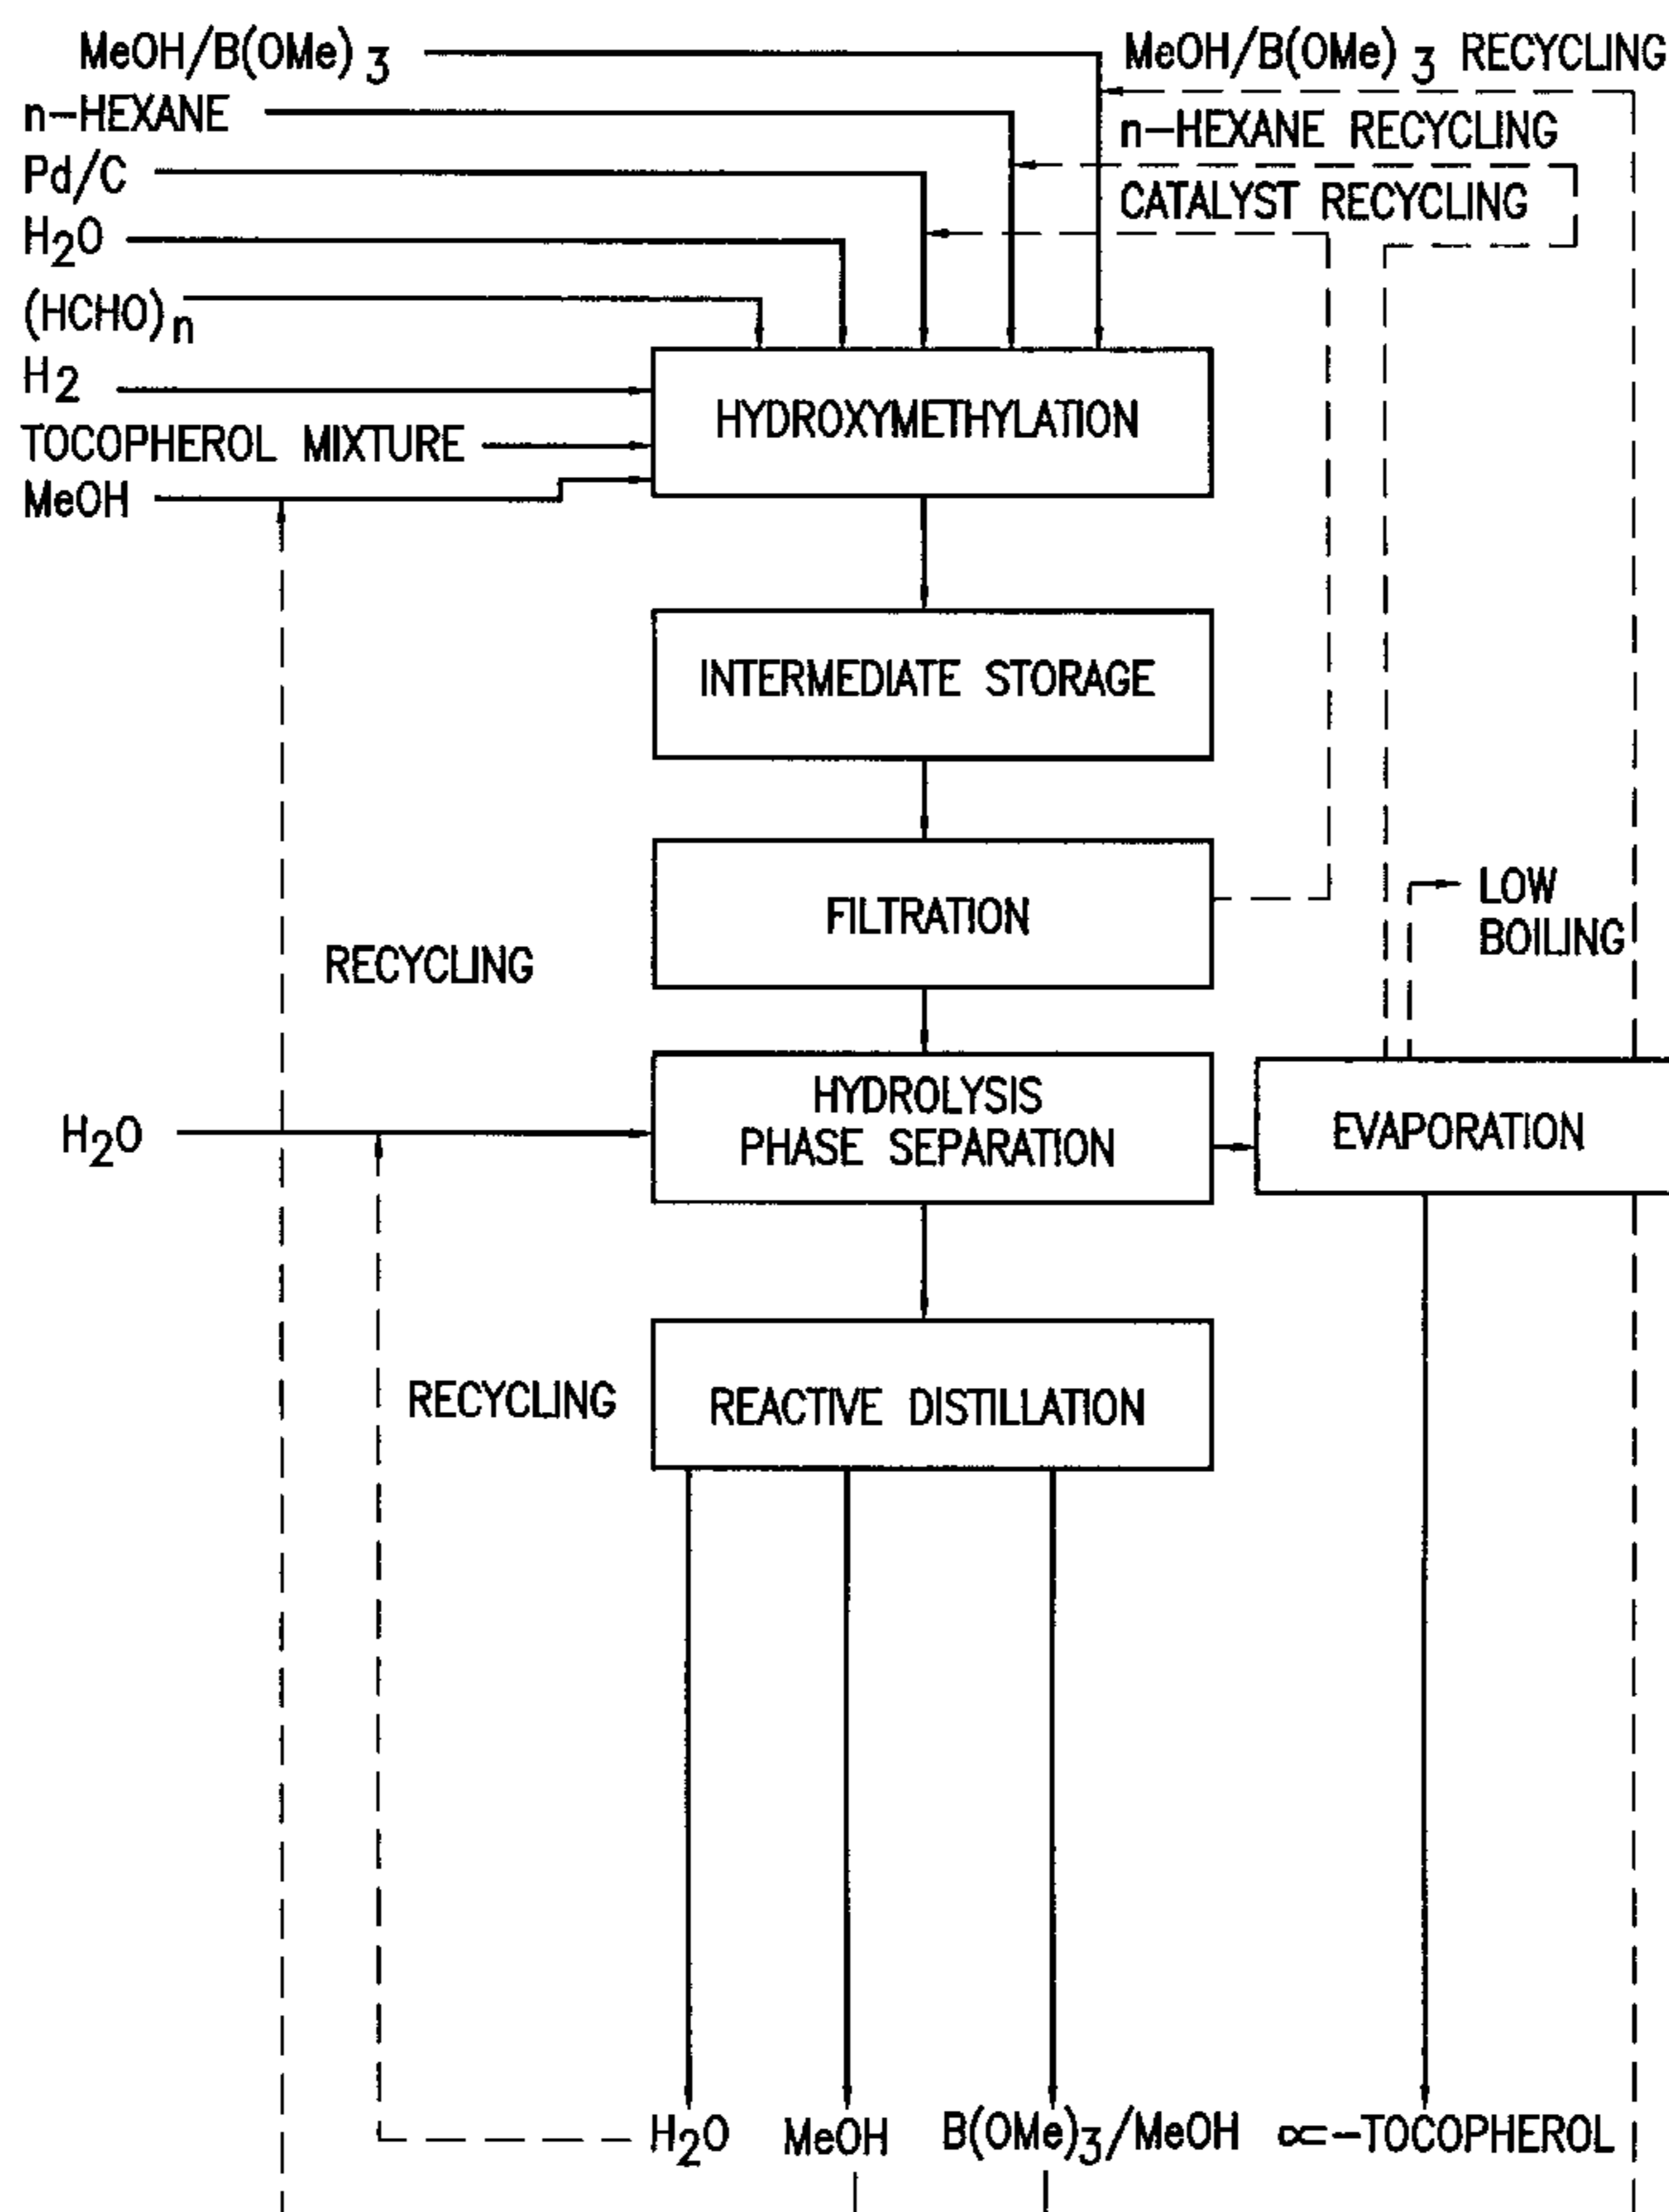 MeOH/B(OMe)3
MeOH/B(OMe)3 RECYCLING
n-HEXANE
n-HEXANE RECYCLING
Pd/C
CATALYST RECYCLING
H2O
(HCHO)n
H2
HYDROXYMETHYLATION
TOCOPHEROL MIXTURE
MeOH
INTERMEDIATE STORAGE
FILTRATION
LOW
BOILING
RECYCLING
HYDROLYSIS
PHASE SEPARATION
H2O
EVAPORATION
RECYCLING
REACTIVE DISTILLATION
H2O
MeOH
B(OMe)3/MeOH
∝-TOCOPHEROL